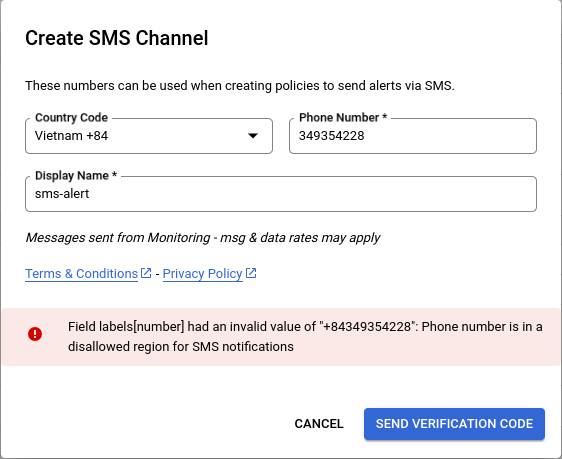 Create SMS Channel
These numbers can be used when creating policies to send alerts via SMS.
Country Code
Vietnam +84
Phone Number *
349354228
Display Name *
sms-alert
Messages sent from Monitoring - msg & data rates may apply
Terms & Conditions - Privacy Policy
Field labels[number] had an invalid value of "+84349354228": Phone number is in a
disallowed region for SMS notifications
CANCEL
SEND VERIFICATION CODE